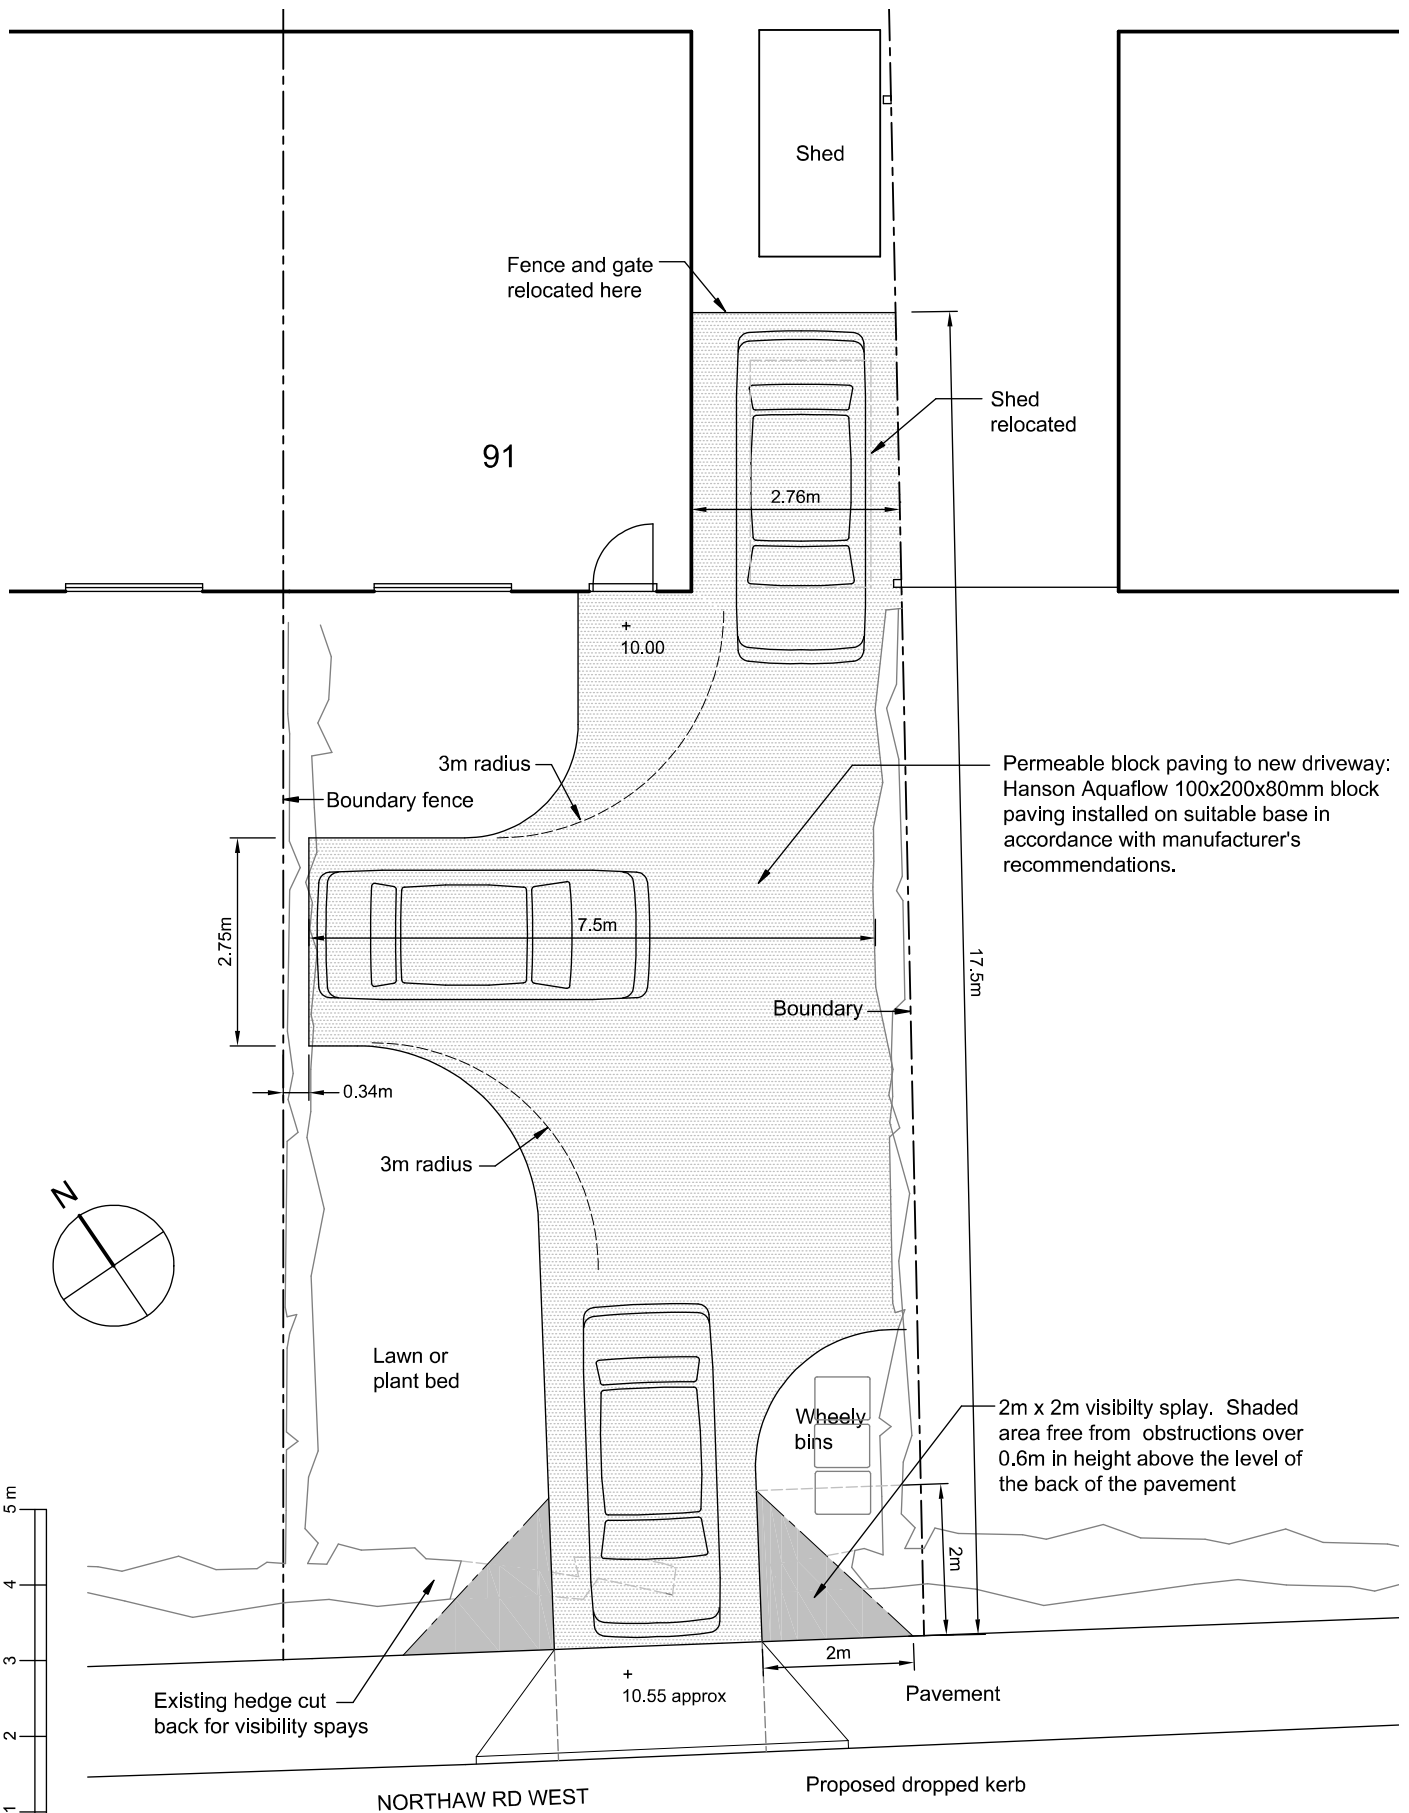 Shed
Fence and gate
relocated here
Shed
relocated
91
2.76m
+
10.00
3m radius
Boundary fence
Permeable block paving to new driveway:
Hanson Aquaflow 100x200x80mm block
paving installed on suitable base in
accordance with manufacturer's
recommendations.
2.75m
7.5m
17.5m
Boundary
0.34m
3m radius
N
Lawn or
plant bed
Wheely
bins
2m x 2m visibilty splay. Shaded
area free from obstructions over
0.6m in height above the level of
the back of the pavement
5 m
4
3
2
1
2m
2m
+
10.55 approx
Pavement
Existing hedge cut
back for visibility spays
NORTHAW RD WEST
Proposed dropped kerb